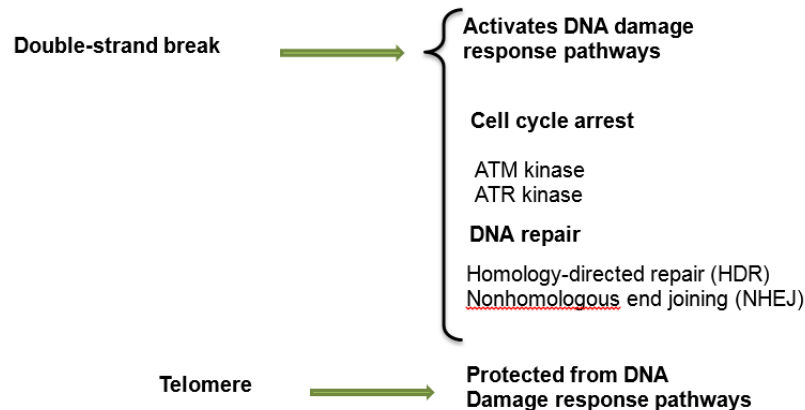 Double-strand break
Activates DNA damage
response pathways
Cell cycle arrest
ATM kinase
ATR kinase
DNA repair
Homology-directed repair (HDR)
Nonhomologous end joining (NHEJ)
Telomere
Protected from DNA
Damage response pathways